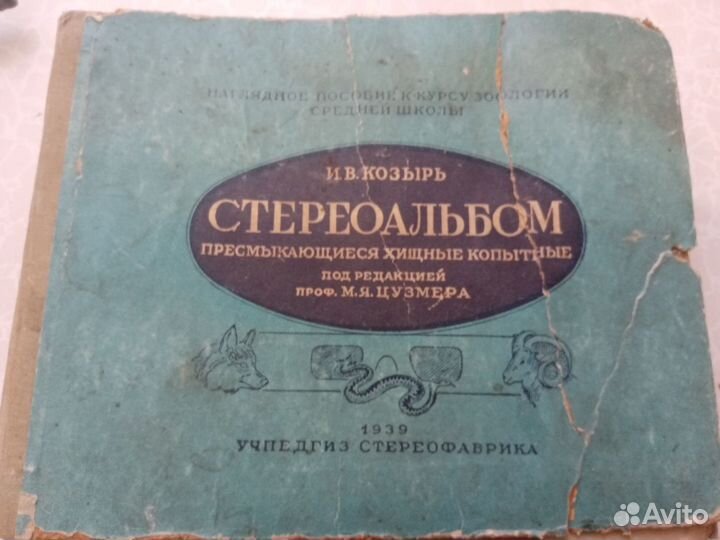 НАГЛЯДНОЕ ПОСОБИЕ К КУРСУ ЗООЛОГИИ
СРЕДНЕЙ ШКОЛЫ
И.В. КОЗЫРЬ
СТЕРЕОАЛЬБОМ
ПРЕСМЫКАЮЩИЕСЯ ХИЩНЫЕ КОПЫТНЫЕ
ПОД РЕДАКЦИЕЙ
ПРОФ. М.Я. ЦУЗМЕРА
1939
УЧПЕДГИЗ СТЕРЕОФАБРИКА
Avito